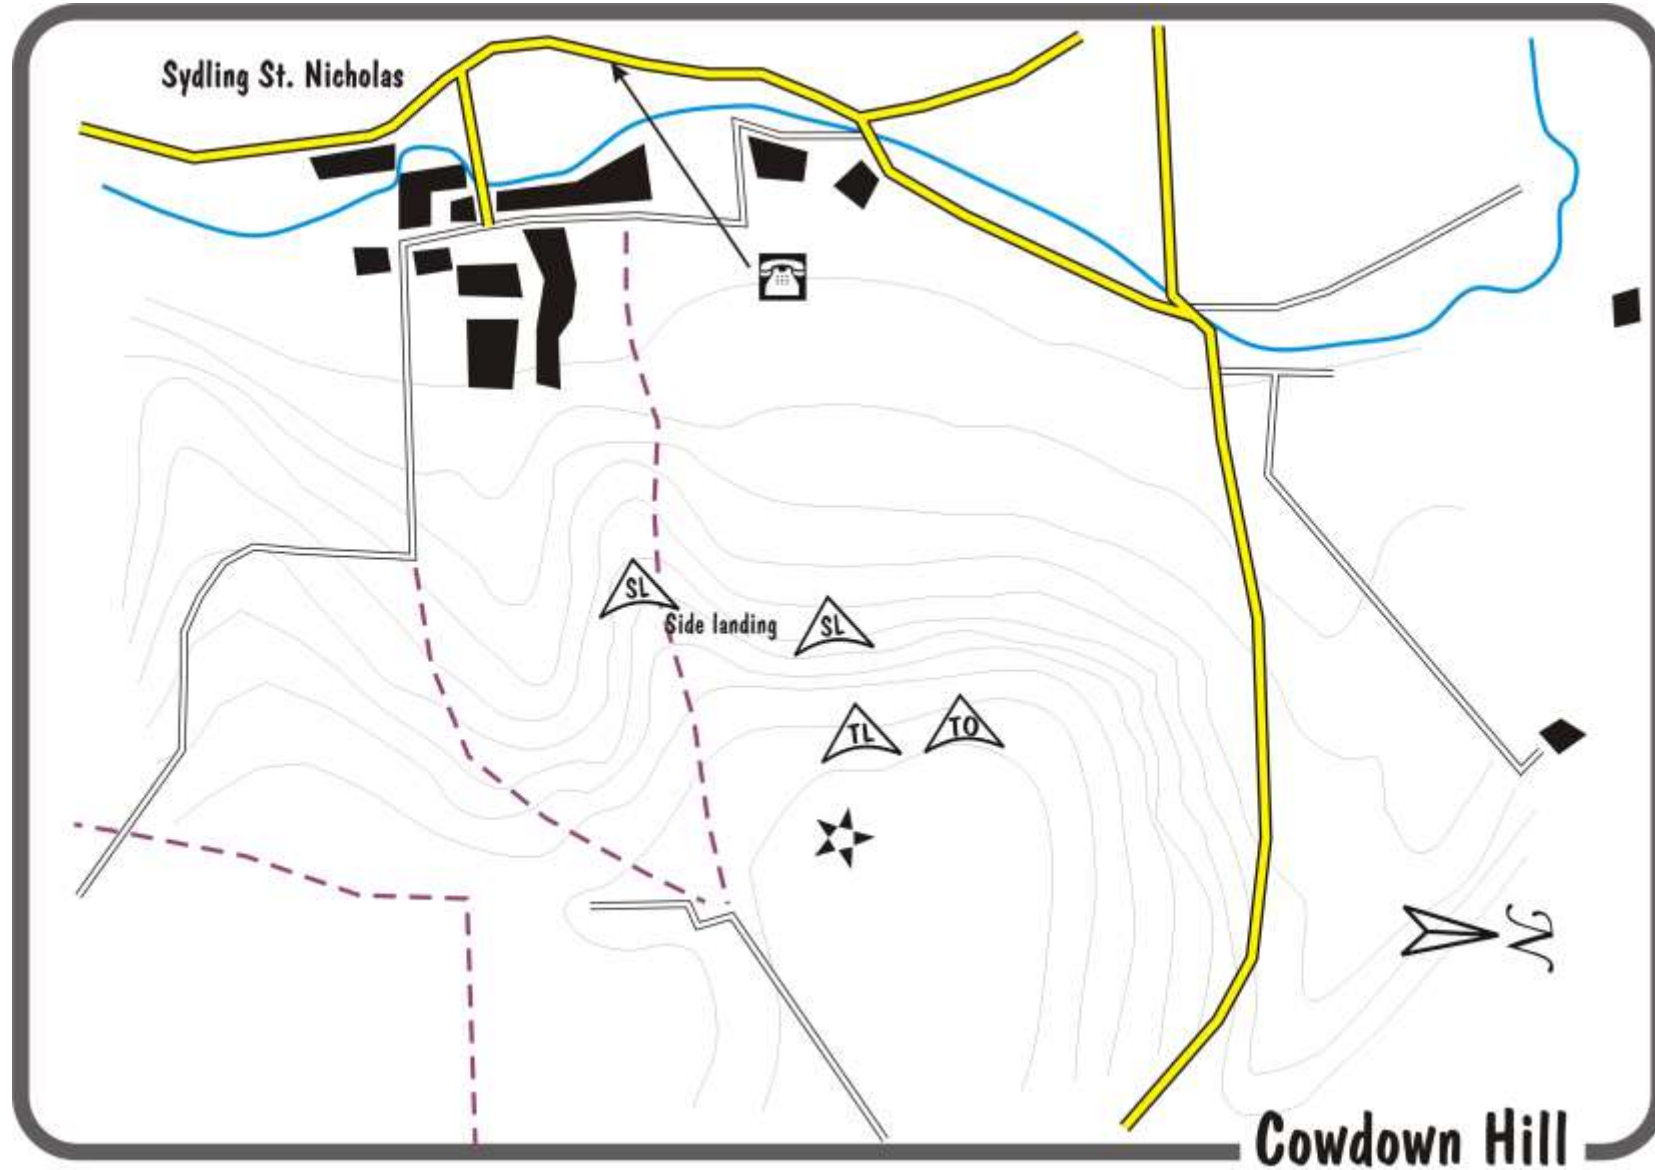 Sydling St. Nicholas
SL
Side landing
SL
TL
TO
N
Cowdown Hill